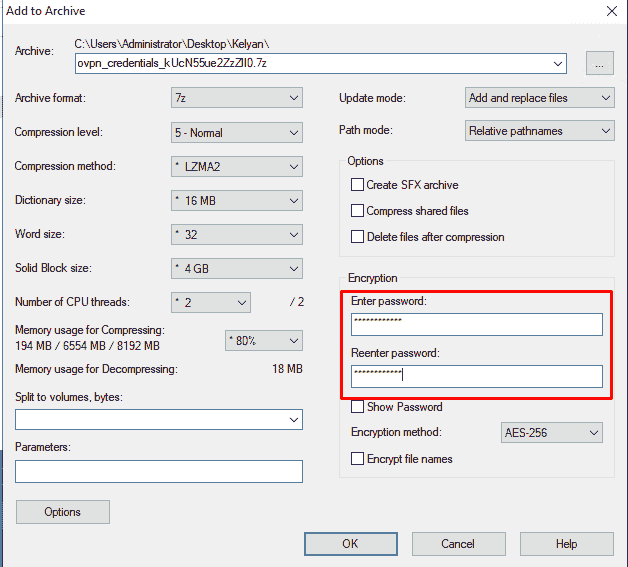 Add to Archive
Archive: C:\Users\Administrator\Desktop\Kelyan\
ovpn_credentials_kUcN55ue2ZzZII0.7z
...
Archive format: 7z
Update mode: Add and replace files
Compression level: 5 - Normal
Path mode: Relative pathnames
Compression method: * LZMA2
Options
Create SFX archive
Dictionary size: * 16 MB
Compress shared files
Word size: * 32
Delete files after compression
Solid Block size: * 4 GB
Encryption
Number of CPU threads: * 2 / 2
Enter password:
************
Memory usage for Compressing:
194 MB / 6554 MB / 8192 MB * 80%
Reenter password:
Memory usage for Decompressing: 18 MB
************
Split to volumes, bytes:
Show Password
Encryption method: AES-256
Parameters:
Encrypt file names
Options
OK Cancel Help